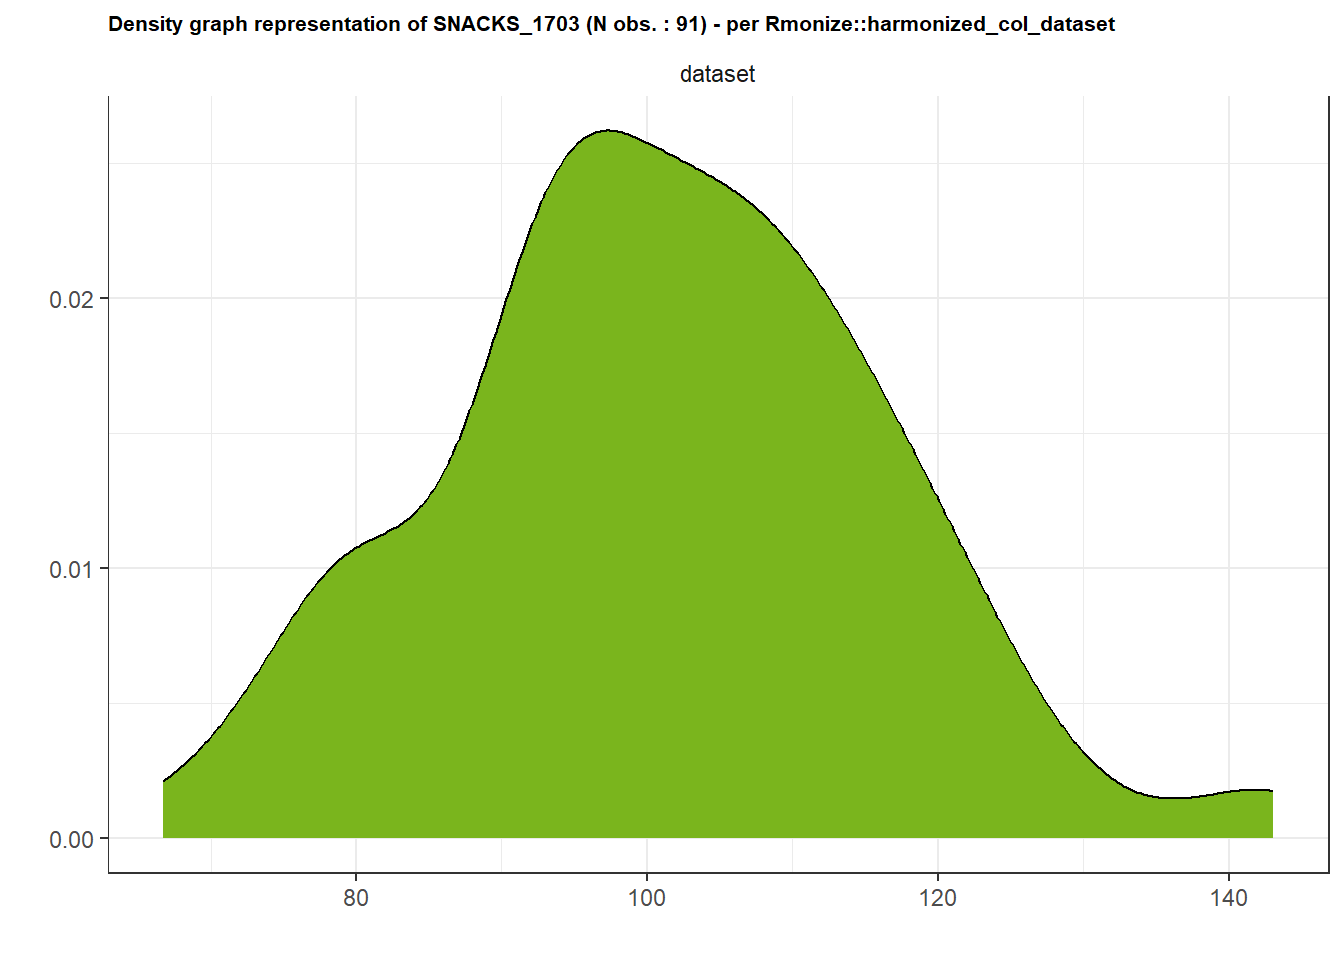 Density graph representation of SNACKS_1703 (N obs. : 91) - per Rmonize::harmonized_col_dataset
dataset
0.02
0.01
0.00
80 100 120 140